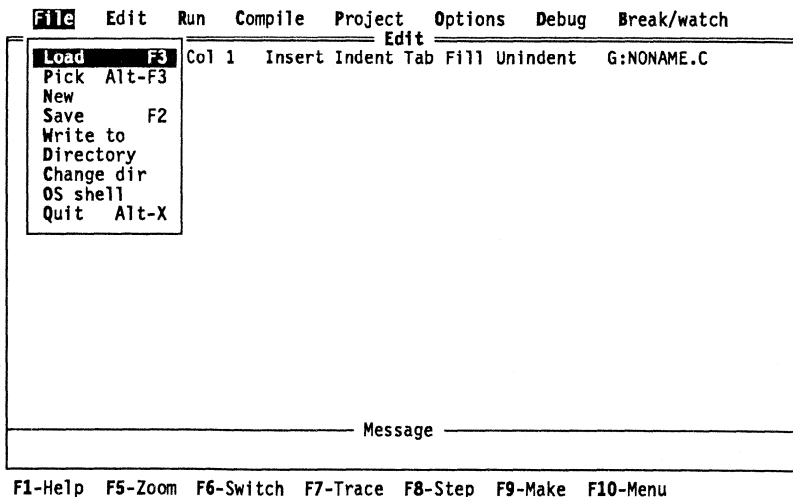 File Edit Run Compile Project Options Debug Break/watch
Edit
Load F3 Col 1 Insert Indent Tab Fill Unindent G:NONAME.C
Pick Alt-F3
New
Save F2
Write to
Directory
Change dir
OS shell
Quit Alt-X
Message
F1-Help F5-Zoom F6-Switch F7-Trace F8-Step F9-Make F10-Menu